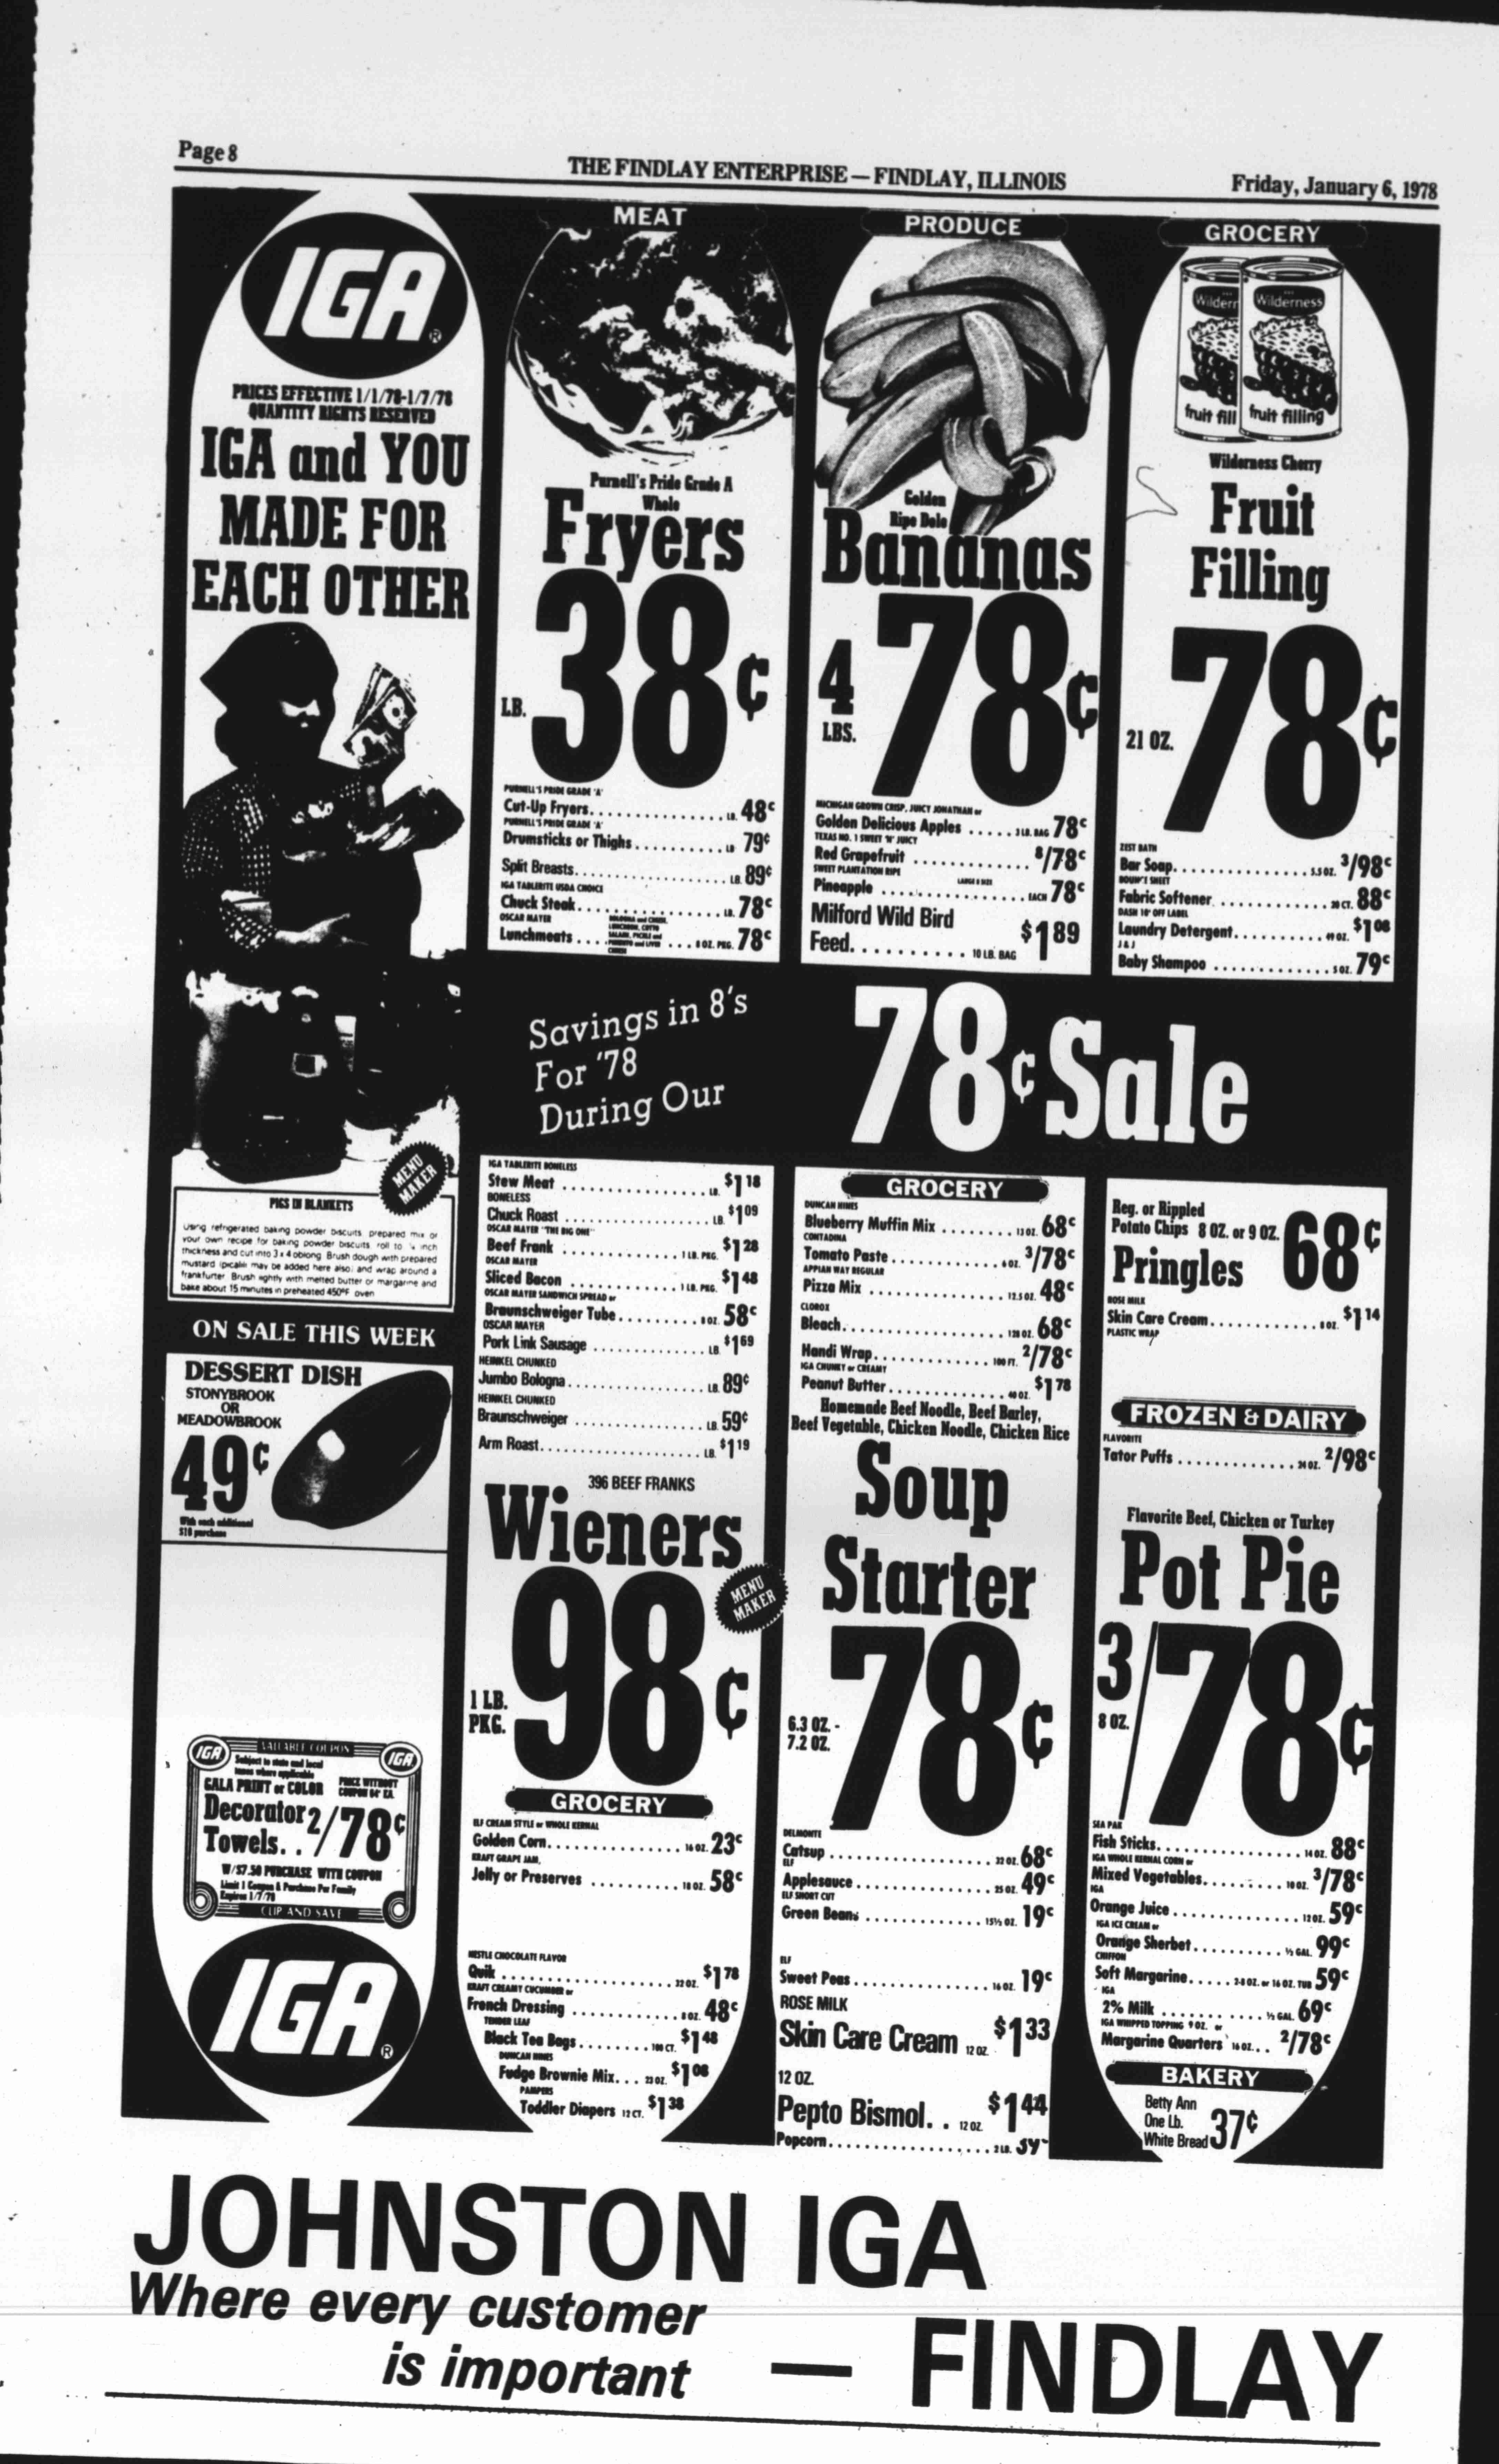 Page 8
THE FINDLAY ENTERPRISE — FINDLAY, ILLINOIS
Friday, January 6, 1978
IGA®
PRICES EFFECTIVE 1/1/78-1/7/78
QUANTITY RIGHTS RESERVED
IGA and YOU
MADE FOR
EACH OTHER
MENU
MAKER
PIGS IN BLANKETS
Using refrigerated baking powder biscuits prepared mix or
your own recipe for baking powder biscuits roll to ¼ inch
thickness and cut into 3 x 4 oblong Brush dough with prepared
mustard (picalili may be added here also) and wrap around a
frankfurter Brush lightly with melted butter or margarine and
bake about 15 minutes in preheated 450°F oven
ON SALE THIS WEEK
DESSERT DISH
STONYBROOK
OR
MEADOWBROOK
49¢
With each additional
$10 purchase
IGA VALUABLE COUPON IGA
Subject to state and local
taxes where applicable
GALA PRINT or COLOR
PRICE WITHOUT
COUPON 64¢ EA.
Decorator
Towels. . 2/78¢
W/$7.50 PURCHASE WITH COUPON
Limit 1 Coupon & Purchase Per Family
Expires 1/7/78
CLIP AND SAVE
IGA®
MEAT
Purnell's Pride Grade A
Whole
Fryers
LB. 38¢
PURNELL'S PRIDE GRADE 'A'
Cut-Up Fryers. . . . . LB. 48¢
PURNELL'S PRIDE GRADE 'A'
Drumsticks or Thighs. . . . . LB 79¢
Split Breasts. . . . . LB. 89¢
IGA TABLERITE USDA CHOICE
Chuck Steak. . . . . LB. 78¢
OSCAR MAYER
BOLOGNA and CHEESE,
LUNCHEON, COTTO
SALAMI, PICKLE and
PIMIENTO and LIVER
CHEESE
Lunchmeats . . . . . 8 OZ. PKG. 78¢
PRODUCE
Golden
Ripe Dole
Bananas
4
LBS. 78¢
MICHIGAN GROWN CRISP, JUICY JONATHAN or
Golden Delicious Apples . . . . . 3 LB. BAG 78¢
TEXAS NO. 1 SWEET 'N' JUICY
Red Grapefruit . . . . . 8/78¢
SWEET PLANTATION RIPE
LARGE 8 SIZE
Pineapple . . . . . EACH 78¢
Milford Wild Bird
Feed. . . . . 10 LB. BAG $1 89
GROCERY
Wilderness
fruit fill
Wilderness
fruit filling
Wilderness Cherry
Fruit
Filling
21 OZ. 78¢
ZEST BATH
Bar Soap. . . . . 5.5 OZ. 3/98¢
BOUNC'T SHEET
Fabric Softener. . . . . 20 CT. 88¢
DASH 10¢ OFF LABEL
Laundry Detergent. . . . . 49 OZ. $1 08
J & J
Baby Shampoo . . . . . 5 OZ. 79¢
Savings in 8's
For '78
During Our
78¢ Sale
IGA TABLERITE BONELESS
Stew Meat . . . . . LB. $1 18
BONELESS
Chuck Roast . . . . . LB. $1 09
OSCAR MAYER "THE BIG ONE"
Beef Frank . . . . . 1 LB. PKG. $1 28
OSCAR MAYER
Sliced Bacon . . . . . 1 LB. PKG. $1 48
OSCAR MAYER SANDWICH SPREAD or
Braunschweiger Tube. . . . . 8 OZ. 58¢
OSCAR MAYER
Pork Link Sausage . . . . . LB. $1 69
HEINKEL CHUNKED
Jumbo Bologna. . . . . LB. 89¢
HEINKEL CHUNKED
Braunschweiger . . . . . LB. 59¢
Arm Roast. . . . . LB. $1 19
396 BEEF FRANKS
Wieners
MENU
MAKER
1 LB.
PKG. 98¢
GROCERY
ELF CREAM STYLE or WHOLE KERNAL
Golden Corn. . . . . 16 OZ. 23¢
KRAFT GRAPE JAM,
Jelly or Preserves . . . . . 18 OZ. 58¢
NESTLE CHOCOLATE FLAVOR
Quik . . . . . 32 OZ. $1 78
KRAFT CREAMY CUCUMBER or
French Dressing . . . . . 8 OZ. 48¢
TENDER LEAF
Black Tea Bags. . . . . 100 CT. $1 48
DUNCAN HINES
Fudge Brownie Mix. . . 23 OZ. $1 08
PAMPERS
Toddler Diapers 12 CT. $1 38
GROCERY
DUNCAN HINES
Blueberry Muffin Mix . . . . . 13 OZ. 68¢
CONTADINA
Tomato Paste. . . . . 6 OZ. 3/78¢
APPIAN WAY REGULAR
Pizza Mix . . . . . 12.5 OZ. 48¢
CLOROX
Bleach. . . . . 128 OZ. 68¢
Handi Wrap. . . . . 100 FT. 2/78¢
IGA CHUNKY or CREAMY
Peanut Butter. . . . . 40 OZ. $1 78
Homemade Beef Noodle, Beef Barley,
Beef Vegetable, Chicken Noodle, Chicken Rice
Soup
Starter
6.3 OZ. -
7.2 OZ. 78¢
DELMONTE
Catsup . . . . . 32 OZ. 68¢
ELF
Applesauce . . . . . 25 OZ. 49¢
ELF SHORT CUT
Green Beans . . . . . 15½ OZ. 19¢
ELF
Sweet Peas. . . . . 16 OZ. 19¢
ROSE MILK
Skin Care Cream 12 OZ. $1 33
12 OZ.
Pepto Bismol. . 12 OZ. $1 44
Popcorn. . . . . 2 LB.
Reg. or Rippled
Potato Chips 8 OZ. or 9 OZ.
Pringles 68¢
ROSE MILK
Skin Care Cream. . . . . 8 OZ. $1 14
PLASTIC WRAP
FROZEN & DAIRY
FLAVORITE
Tator Puffs . . . . . 24 OZ. 2/98¢
Flavorite Beef, Chicken or Turkey
Pot Pie
3/78¢
8 OZ.
SEA PAK
Fish Sticks. . . . . 14 OZ. 88¢
IGA WHOLE KERNAL CORN or
Mixed Vegetables. . . . . 10 OZ. 3/78¢
IGA
Orange Juice . . . . . 12 OZ. 59¢
IGA ICE CREAM or
Orange Sherbet. . . . . ½ GAL. 99¢
CHIFFON
Soft Margarine. . . . . 2-8 OZ. or 16 OZ. TUB 59¢
IGA
2% Milk . . . . . ½ GAL. 69¢
IGA WHIPPED TOPPING 9 OZ. or
Margarine Quarters 16 OZ. . . 2/78¢
BAKERY
Betty Ann
One Lb.
White Bread 37¢
JOHNSTON IGA
Where every customer
is important — FINDLAY